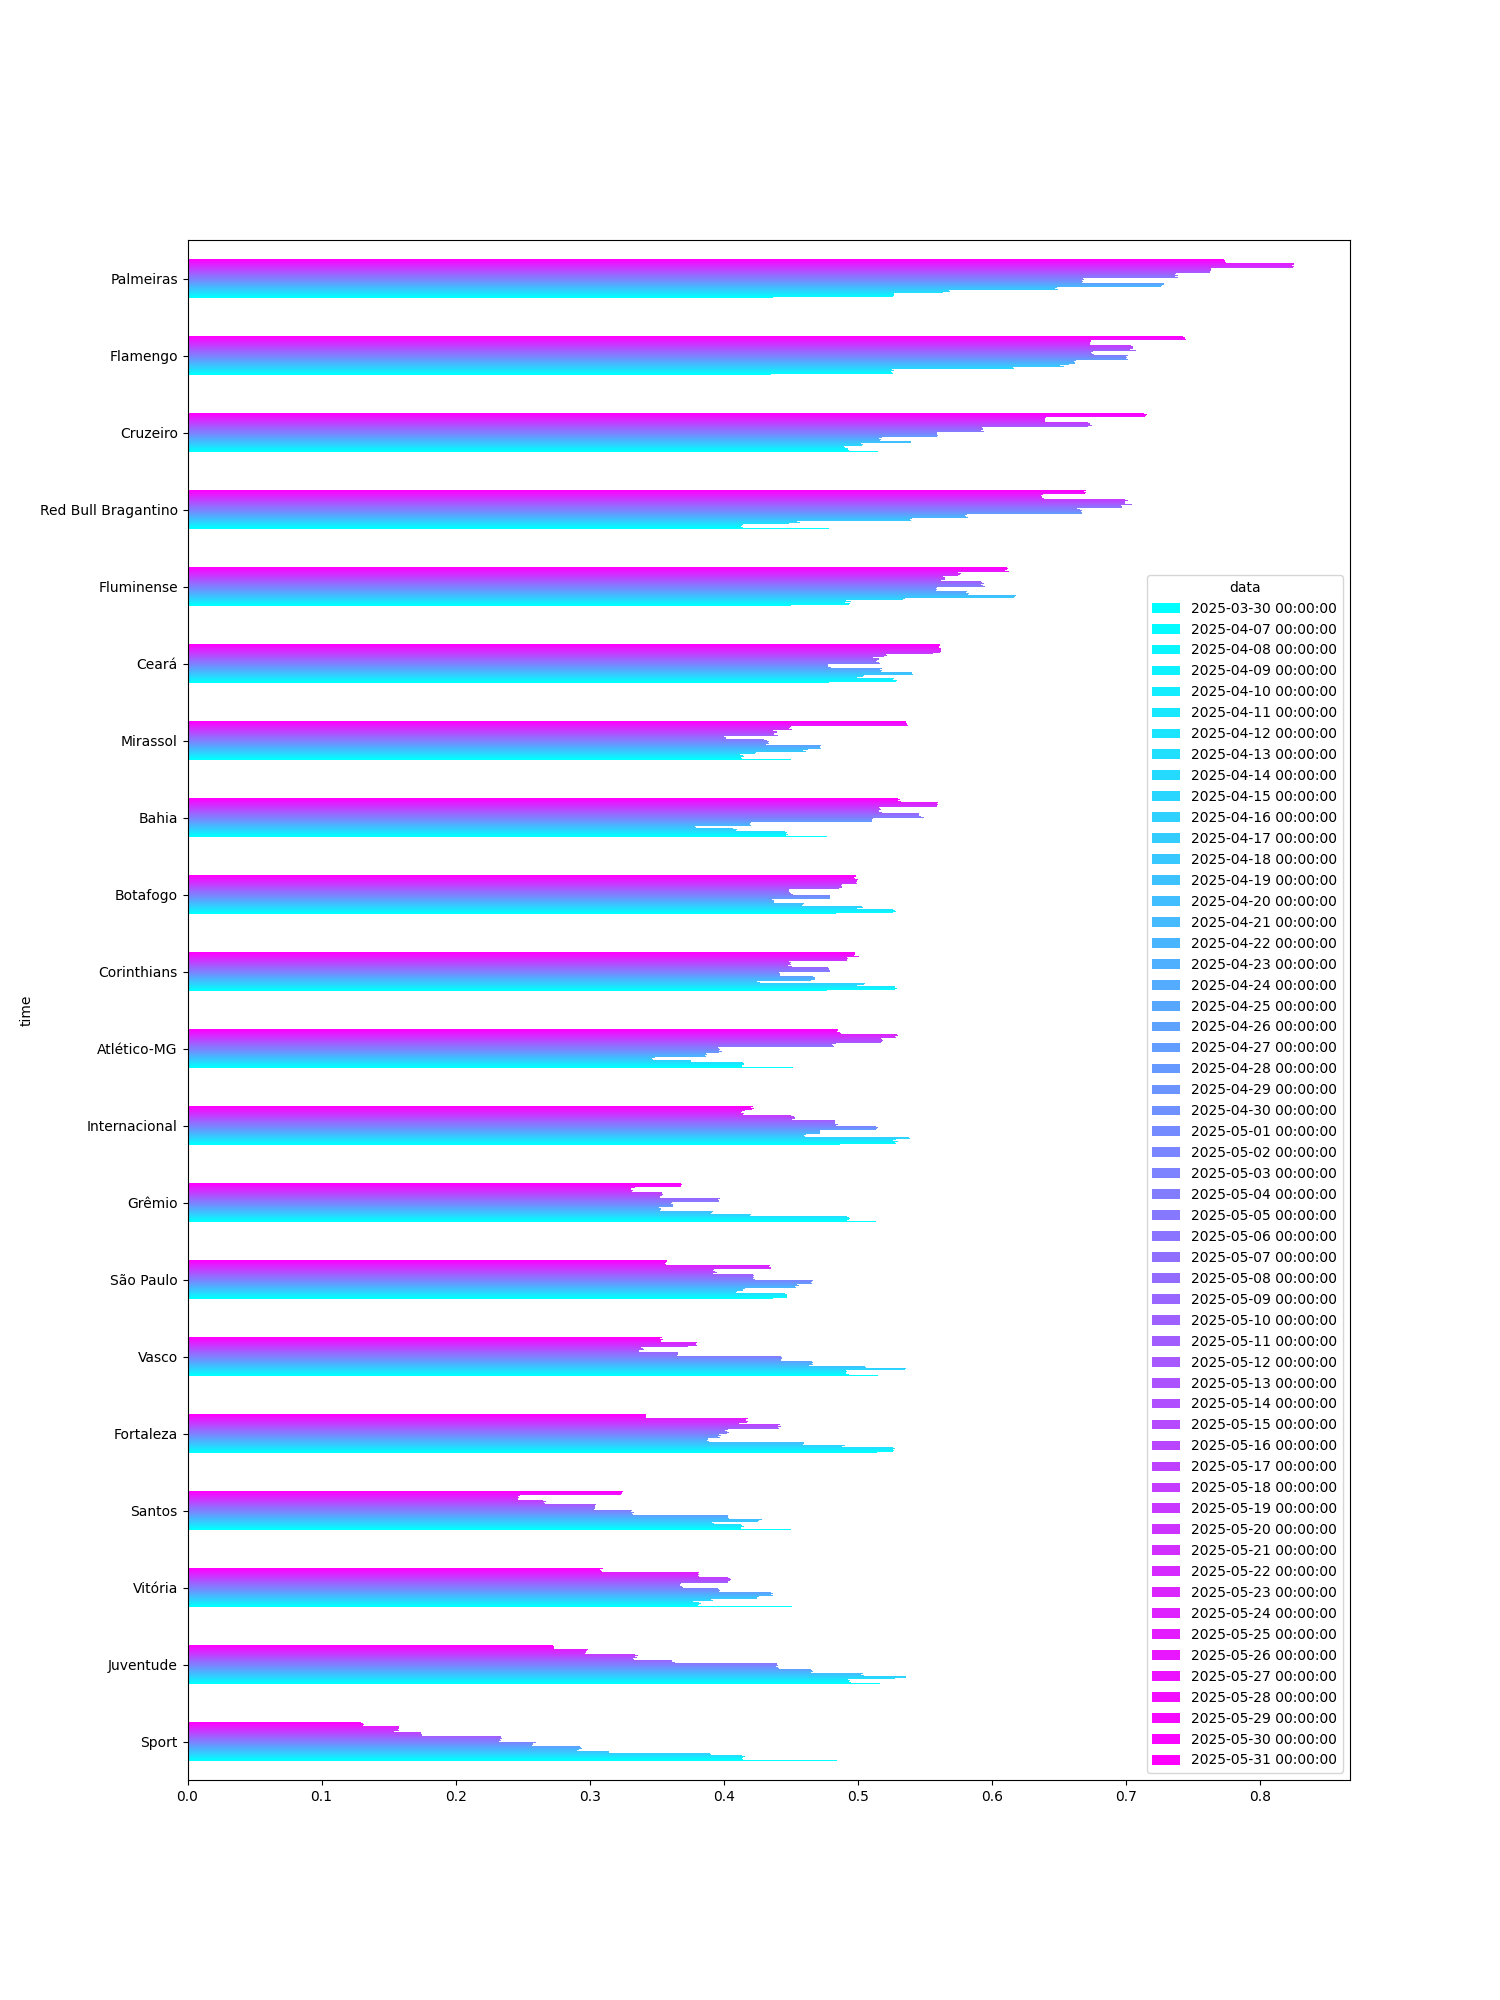 Palmeiras
Flamengo
Cruzeiro
Red Bull Bragantino
Fluminense
Ceará
Mirassol
Bahia
Botafogo
Corinthians
Atlético-MG
Internacional
Grêmio
São Paulo
Vasco
Fortaleza
Santos
Vitória
Juventude
Sport
time
0.0 0.1 0.2 0.3 0.4 0.5 0.6 0.7 0.8
data
2025-03-30 00:00:00
2025-04-07 00:00:00
2025-04-08 00:00:00
2025-04-09 00:00:00
2025-04-10 00:00:00
2025-04-11 00:00:00
2025-04-12 00:00:00
2025-04-13 00:00:00
2025-04-14 00:00:00
2025-04-15 00:00:00
2025-04-16 00:00:00
2025-04-17 00:00:00
2025-04-18 00:00:00
2025-04-19 00:00:00
2025-04-20 00:00:00
2025-04-21 00:00:00
2025-04-22 00:00:00
2025-04-23 00:00:00
2025-04-24 00:00:00
2025-04-25 00:00:00
2025-04-26 00:00:00
2025-04-27 00:00:00
2025-04-28 00:00:00
2025-04-29 00:00:00
2025-04-30 00:00:00
2025-05-01 00:00:00
2025-05-02 00:00:00
2025-05-03 00:00:00
2025-05-04 00:00:00
2025-05-05 00:00:00
2025-05-06 00:00:00
2025-05-07 00:00:00
2025-05-08 00:00:00
2025-05-09 00:00:00
2025-05-10 00:00:00
2025-05-11 00:00:00
2025-05-12 00:00:00
2025-05-13 00:00:00
2025-05-14 00:00:00
2025-05-15 00:00:00
2025-05-16 00:00:00
2025-05-17 00:00:00
2025-05-18 00:00:00
2025-05-19 00:00:00
2025-05-20 00:00:00
2025-05-21 00:00:00
2025-05-22 00:00:00
2025-05-23 00:00:00
2025-05-24 00:00:00
2025-05-25 00:00:00
2025-05-26 00:00:00
2025-05-27 00:00:00
2025-05-28 00:00:00
2025-05-29 00:00:00
2025-05-30 00:00:00
2025-05-31 00:00:00